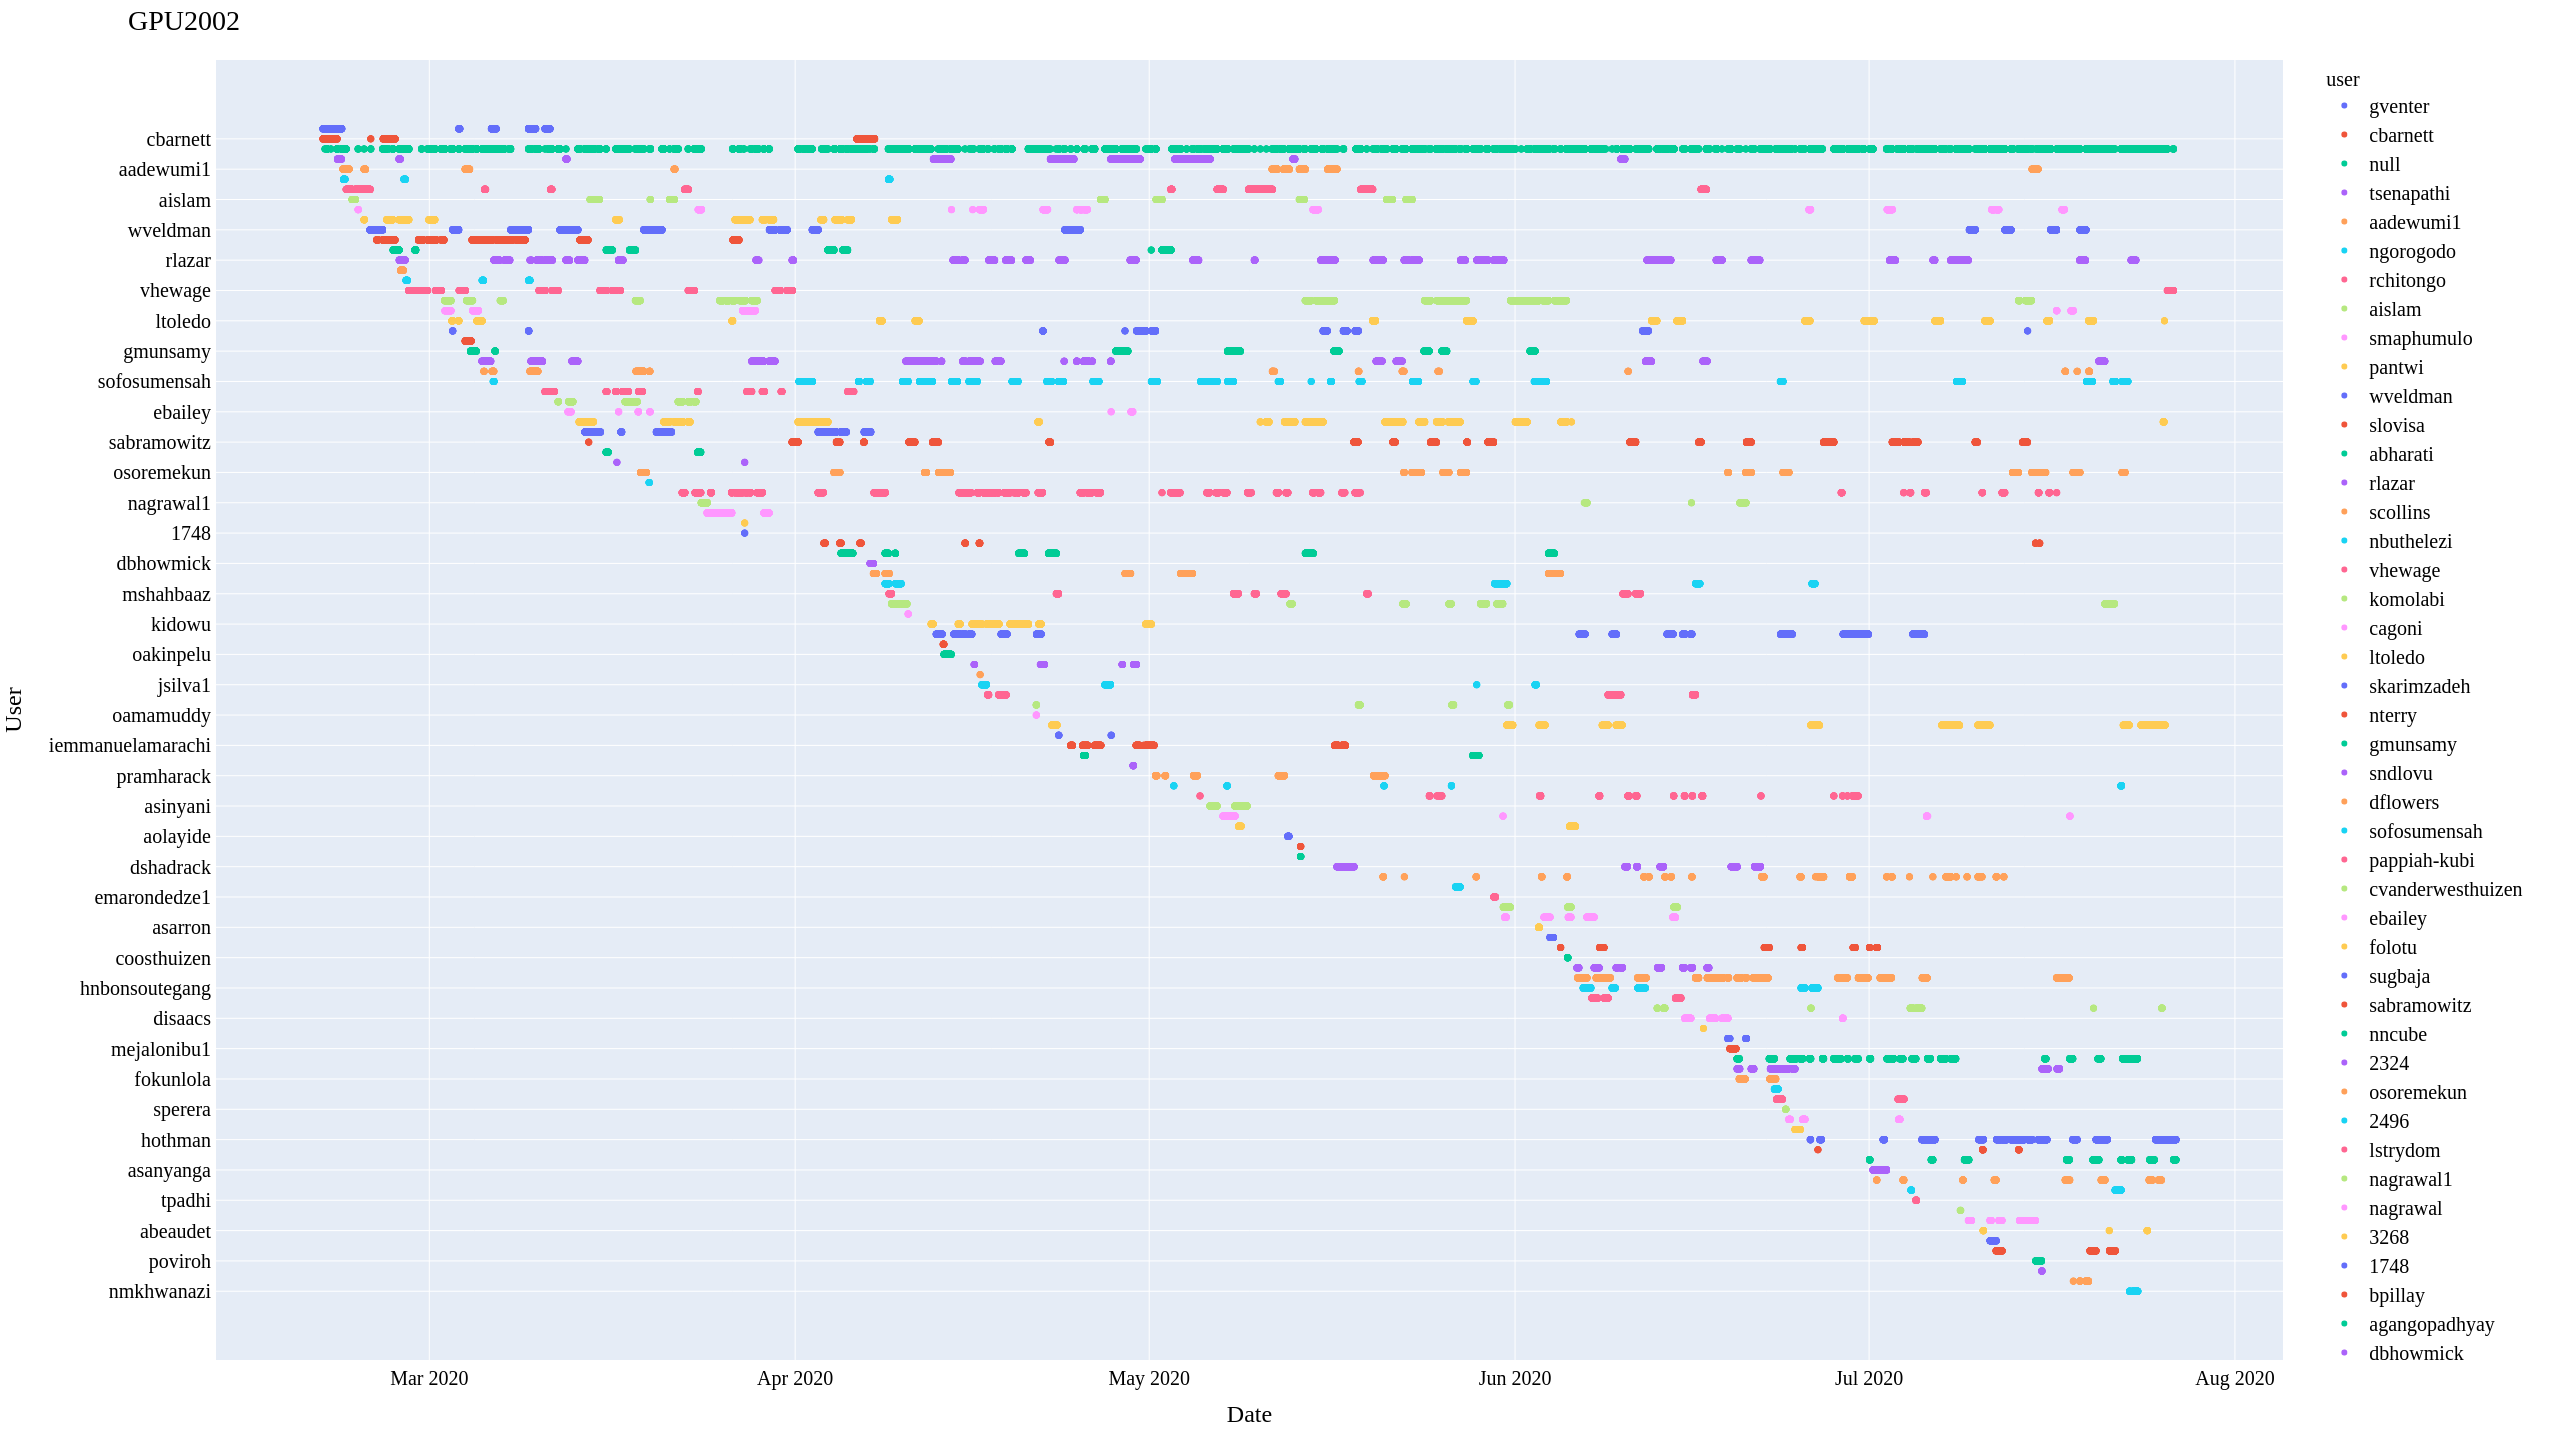 GPU2002
cbarnett
aadewumi1
aislam
wveldman
rlazar
vhewage
ltoledo
gmunsamy
sofosumensah
ebailey
sabramowitz
osoremekun
nagrawal1
1748
dbhowmick
mshahbaaz
kidowu
oakinpelu
jsilva1
oamamuddy
iemmanuelamarachi
pramharack
asinyani
aolayide
dshadrack
emarondedze1
asarron
coosthuizen
hnbonsoutegang
disaacs
mejalonibu1
fokunlola
sperera
hothman
asanyanga
tpadhi
abeaudet
poviroh
nmkhwanazi
User
Mar 2020
Apr 2020
May 2020
Jun 2020
Jul 2020
Aug 2020
Date
user
gventer
cbarnett
null
tsenapathi
aadewumi1
ngorogodo
rchitongo
aislam
smaphumulo
pantwi
wveldman
slovisa
abharati
rlazar
scollins
nbuthelezi
vhewage
komolabi
cagoni
ltoledo
skarimzadeh
nterry
gmunsamy
sndlovu
dflowers
sofosumensah
pappiah-kubi
cvanderwesthuizen
ebailey
folotu
sugbaja
sabramowitz
nncube
2324
osoremekun
2496
lstrydom
nagrawal1
nagrawal
3268
1748
bpillay
agangopadhyay
dbhowmick